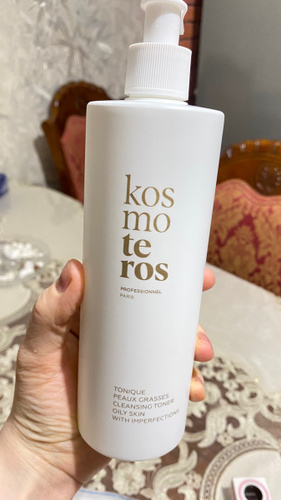 kos
mo
te
ros
PROFESSIONNEL
PARIS
TONIQUE
PEAUX GRASSES
CLEANSING TONER
OILY SKIN
WITH IMPERFECTIONS